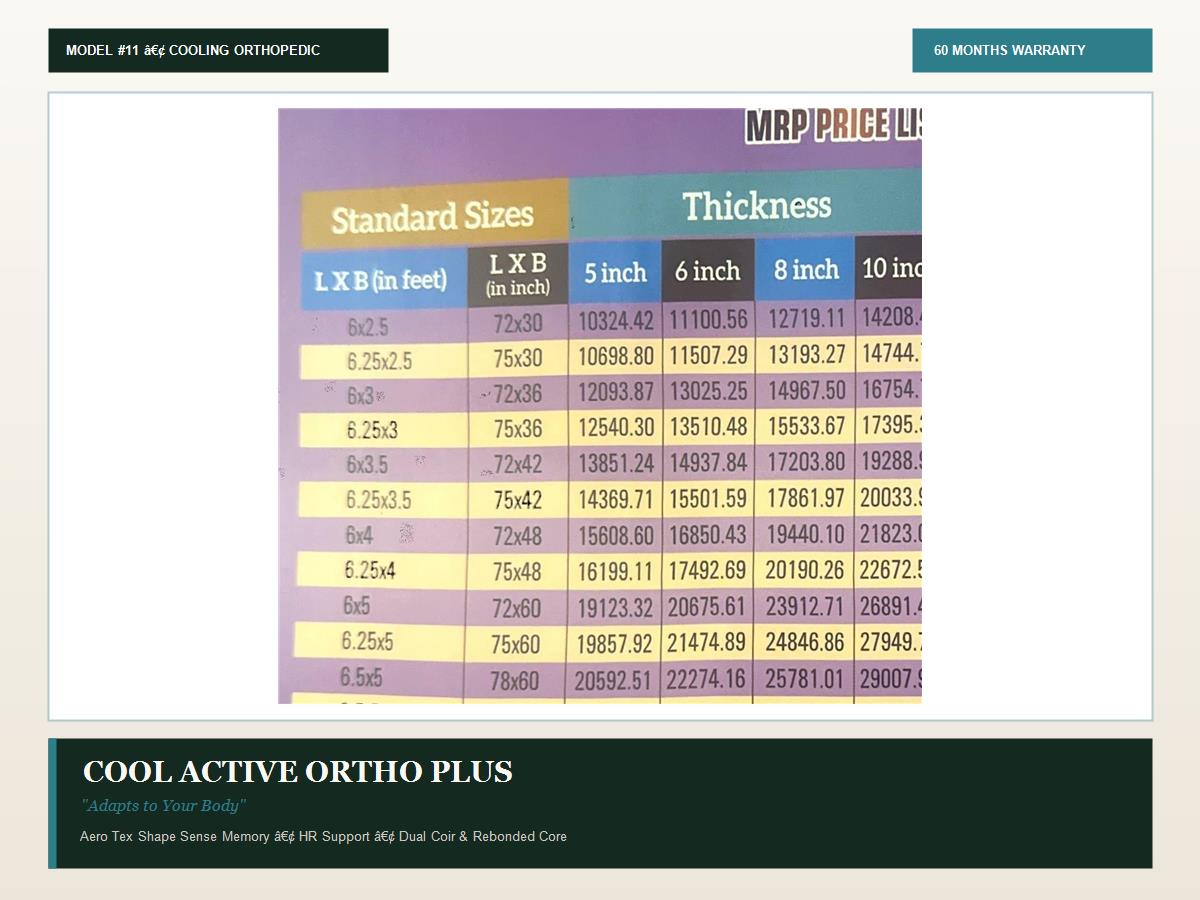 MODEL #11 â€¢ COOLING ORTHOPEDIC
60 MONTHS WARRANTY
MRP PRICE
Standard Sizes Thickness
L X B (in feet) L X B (in inch) 5 inch 6 inch 8 inch 10
6x2.5 72x30 10324.42 11100.56 12719.11
6.25x2.5 75x30 10698.80 11507.29 13193.27
6x3 72x36 12093.87 13025.25 14967.50
6.25x3 75x36 12540.30 13510.48 15533.67
6x3.5 72x42 13851.24 14937.84 17203.80
6.25x3.5 75x42 14369.71 15501.59 17861.97
6x4 72x48 15608.60 16850.43 19440.10
6.25x4 75x48 16199.11 17492.69 20190.26
6x5 72x60 19123.32 20675.61 23912.71
6.25x5 75x60 19857.92 21474.89 24846.86
6.5x5 78x60 20592.51 22274.16 25781.01
COOL ACTIVE ORTHO PLUS
"Adapts to Your Body"
Aero Tex Shape Sense Memory â€¢ HR Support â€¢ Dual Coir & Rebonded Core